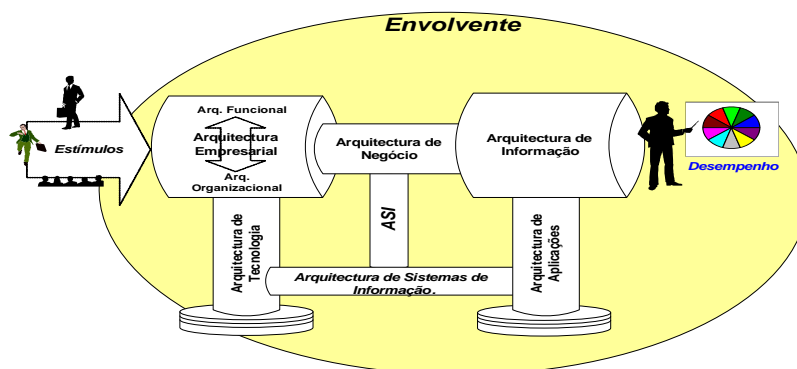 Envolvente
Estímulos
Arq. Funcional
Arquitectura
Empresarial
Arq.
Organizacional
Arquitectura de
Negócio
Arquitectura de
Informação
Desempenho
Arquitectura de
Tecnologia
ASI
Arquitectura de Sistemas de
Informação.
Arquitectura de
Aplicações